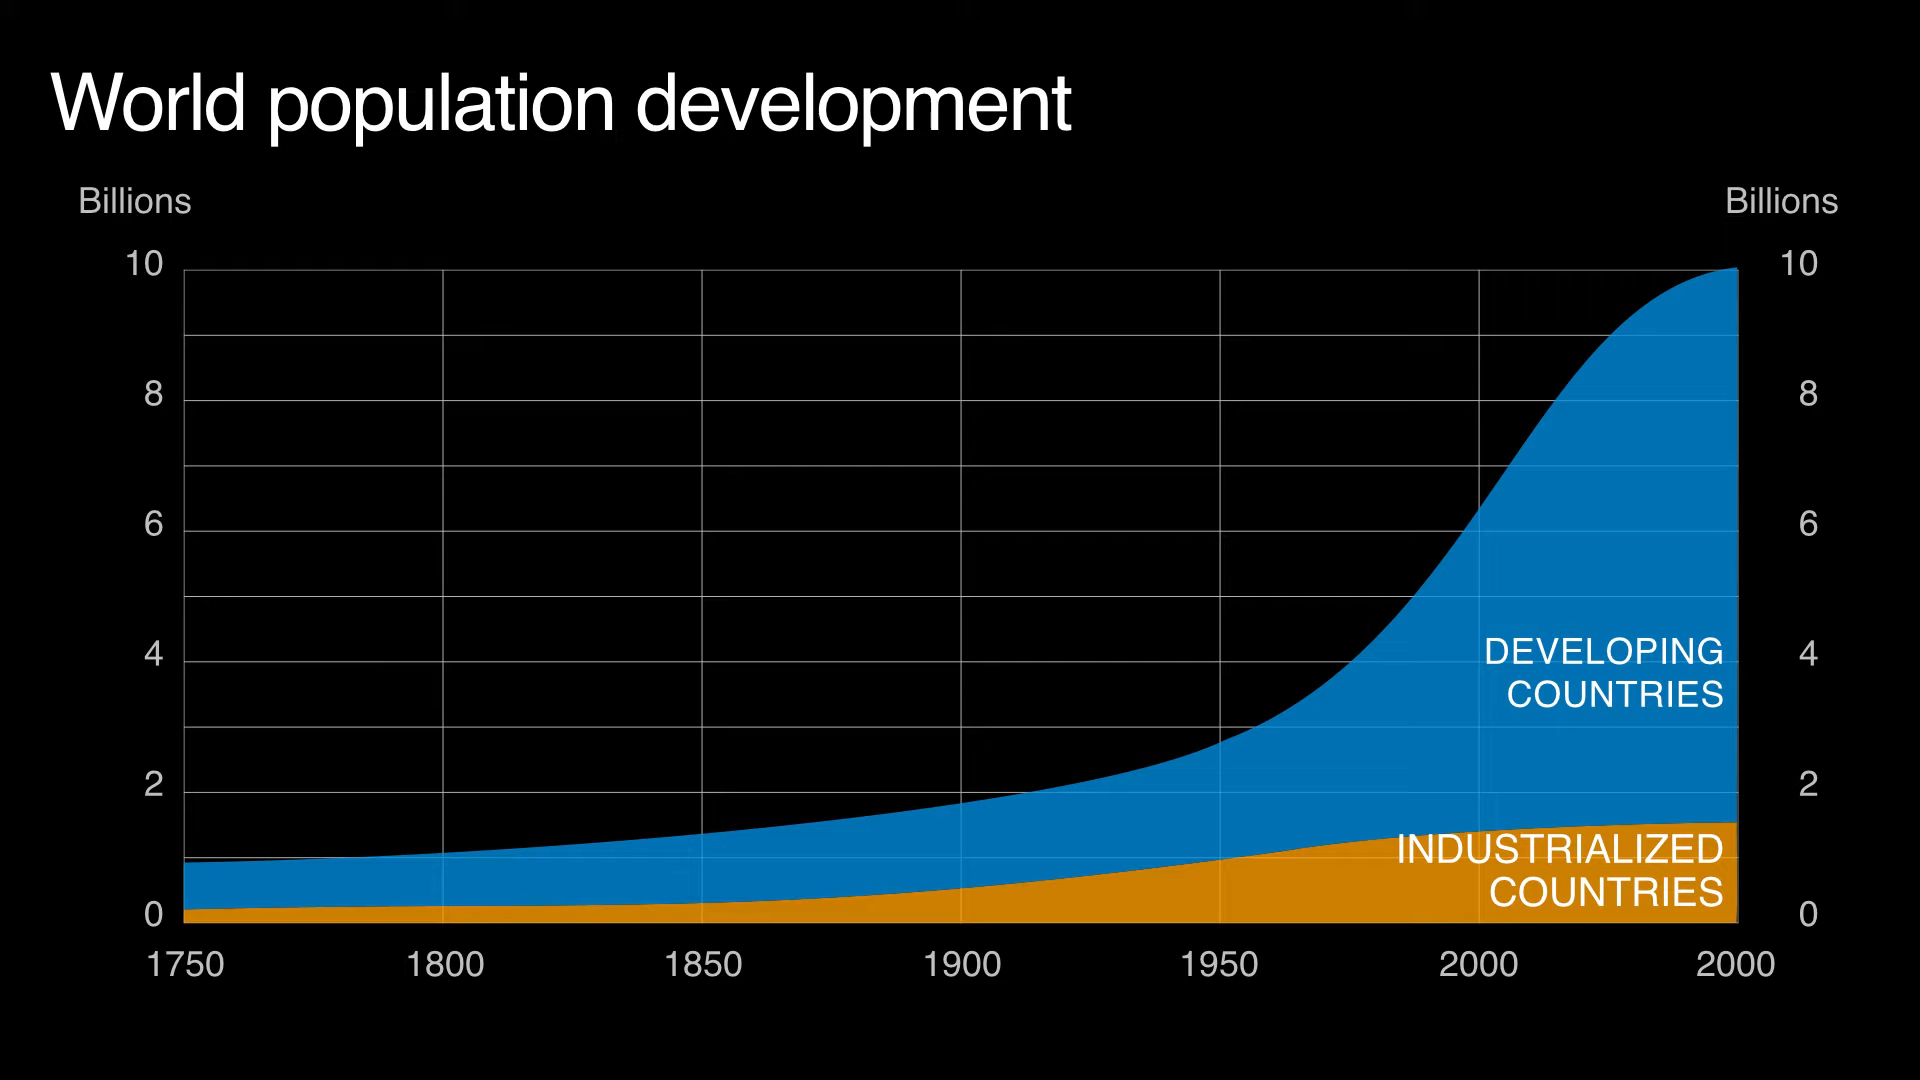 World population development
Billions
Billions
10
10
8
8
6
6
4
4
2
2
0
0
DEVELOPING
COUNTRIES
INDUSTRIALIZED
COUNTRIES
1750 1800 1850 1900 1950 2000 2000